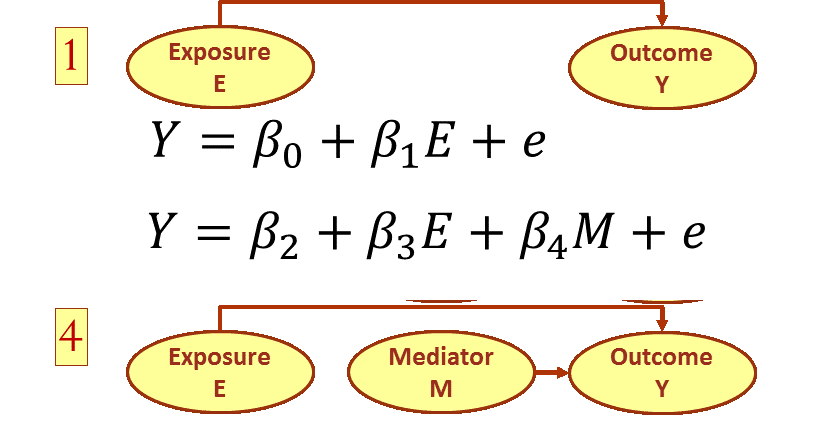 1
Exposure
E
Outcome
Y
Y = β₀ + β₁E + e
Y = β₂ + β₃E + β₄M + e
4
Exposure
E
Mediator
M
Outcome
Y